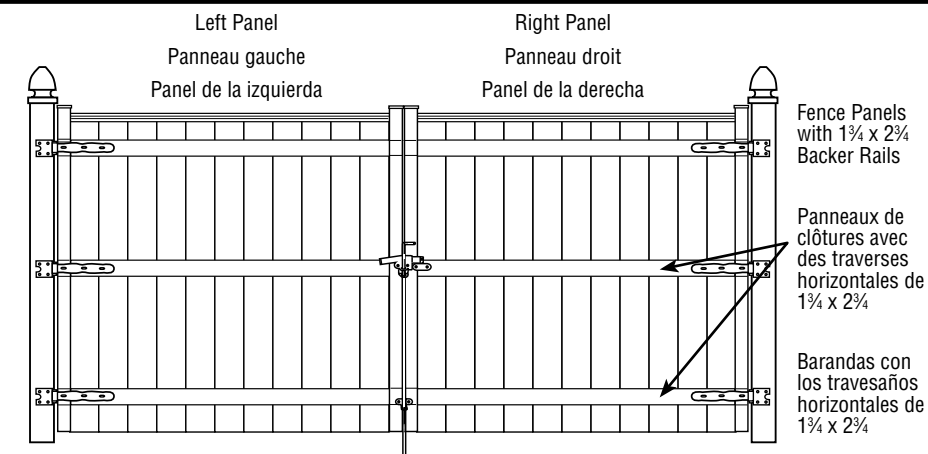 Left Panel
Panneau gauche
Panel de la izquierda
Right Panel
Panneau droit
Panel de la derecha
Fence Panels
with 1¾ x 2¾
Backer Rails
Panneaux de
clôtures avec
des traverses
horizontales de
1¾ x 2¾
Barandas con
los travesaños
horizontales de
1¾ x 2¾